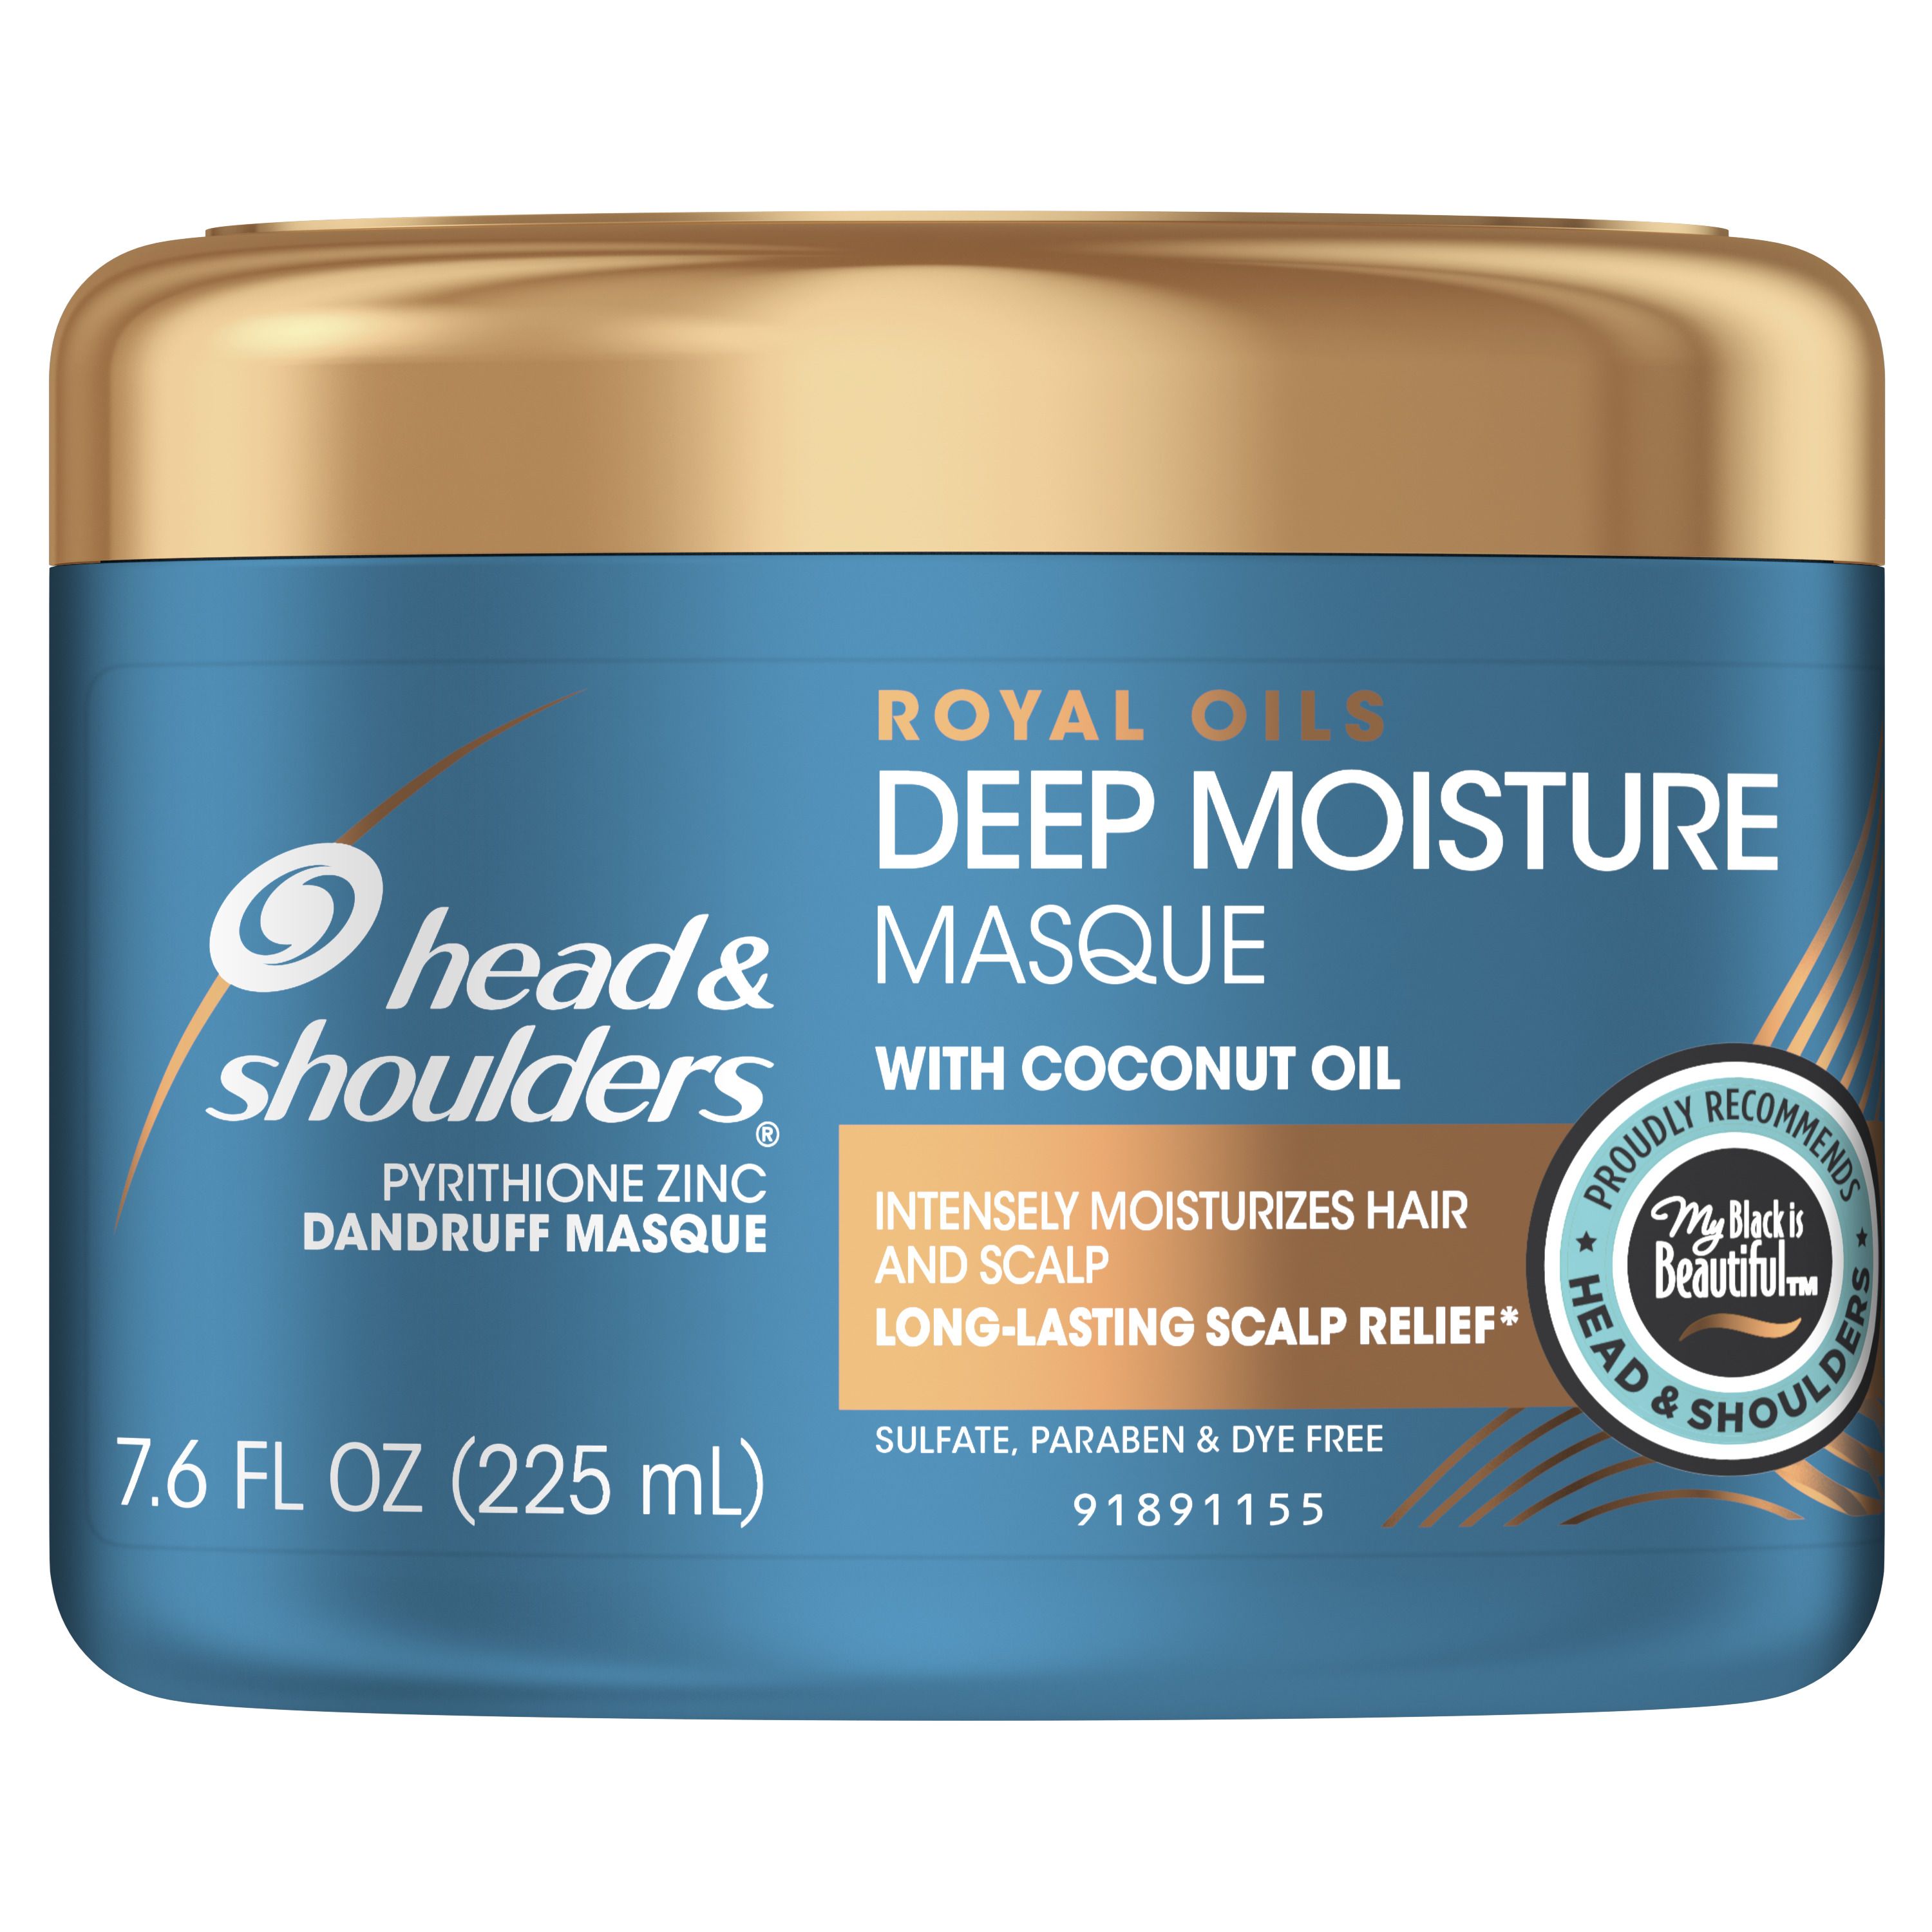 head &
shoulders®
PYRITHIONE ZINC
DANDRUFF MASQUE
7.6 FL OZ (225 mL)
ROYAL OILS
DEEP MOISTURE
MASQUE
WITH COCONUT OIL
INTENSELY MOISTURIZES HAIR
AND SCALP
LONG-LASTING SCALP RELIEF*
SULFATE, PARABEN & DYE FREE
91891155
PROUDLY RECOMMENDS
My Black is
Beautiful™
HEAD & SHOULDERS